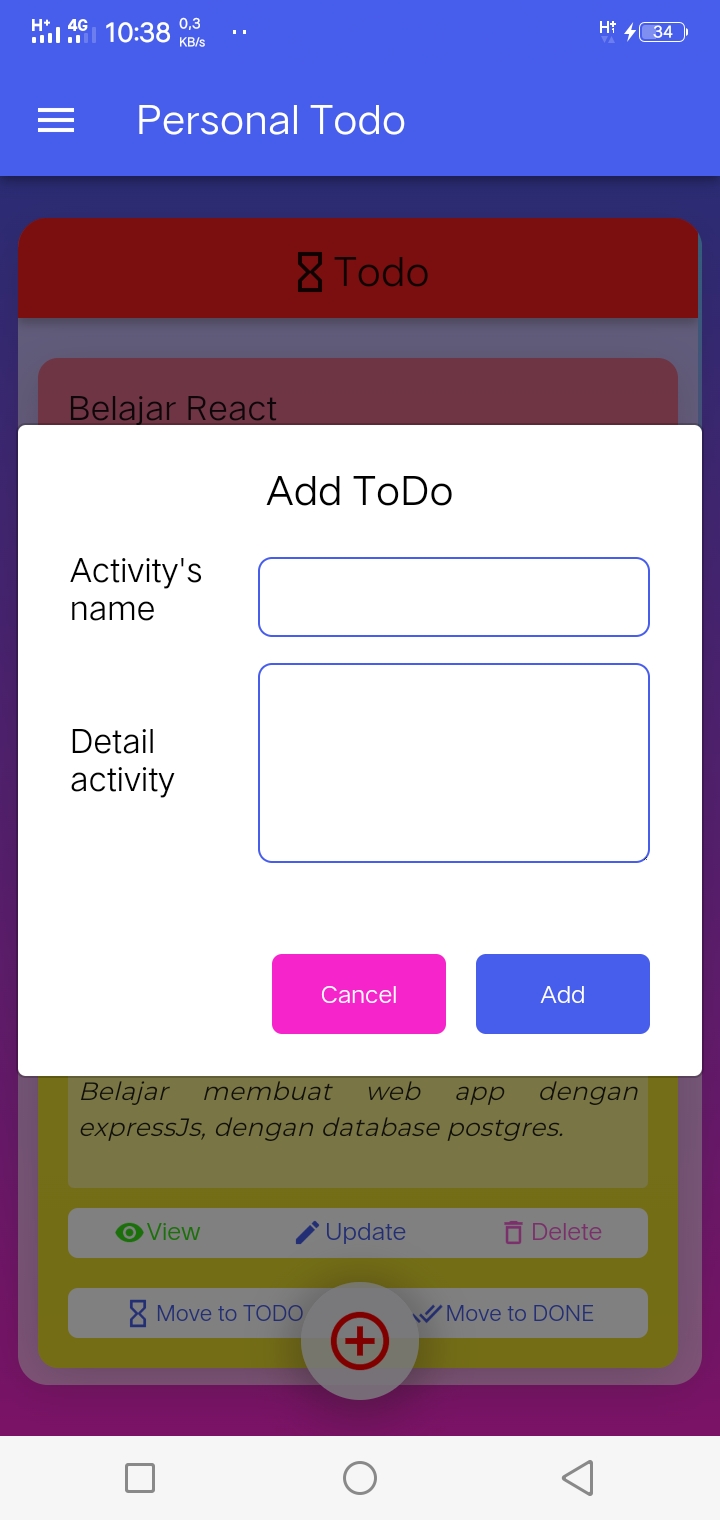 H+ 4G 10:38 0,3 KB/s 34
Personal Todo
Todo
Belajar React
Add ToDo
Activity's
name
Detail
activity
Cancel Add
Belajar membuat web app dengan
expressJs, dengan database postgres.
View Update Delete
Move to TODO Move to DONE